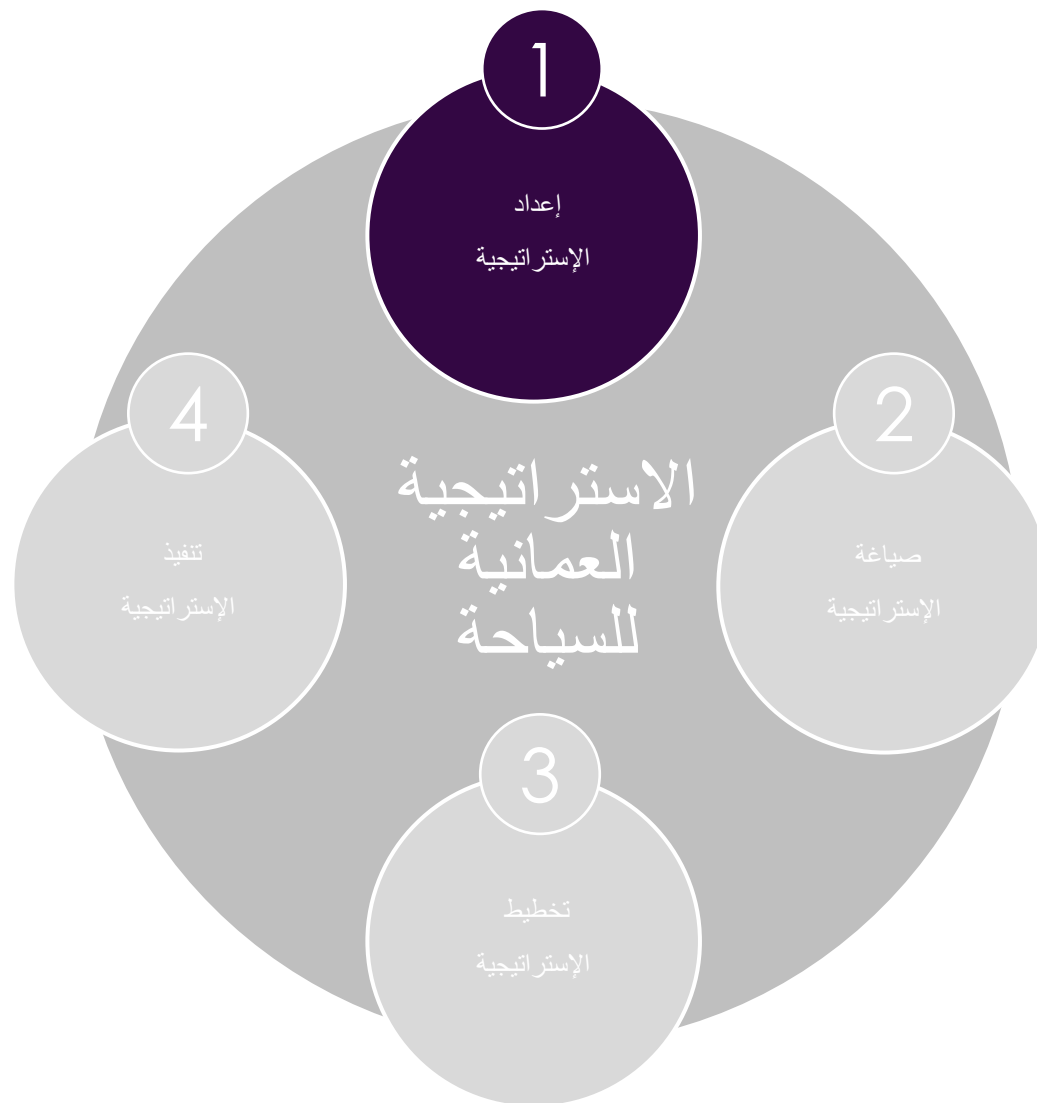 1
إعداد
الإستراتيجية
2
صياغة
الإستراتيجية
3
تخطيط
الإستراتيجية
4
تنفيذ
الإستراتيجية
الاستراتيجية
العمانية
للسياحة